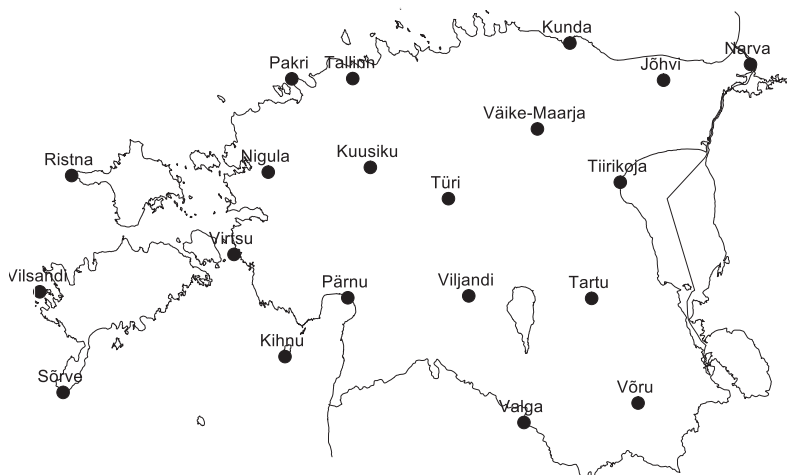 Kunda
Narva
Pakri
Tallinn
Jõhvi
Väike-Maarja
Ristna
Nigula
Kuusiku
Tiirikoja
Türi
Virtsu
Vilsandi
Pärnu
Viljandi
Tartu
Kihnu
Sõrve
Võru
Valga